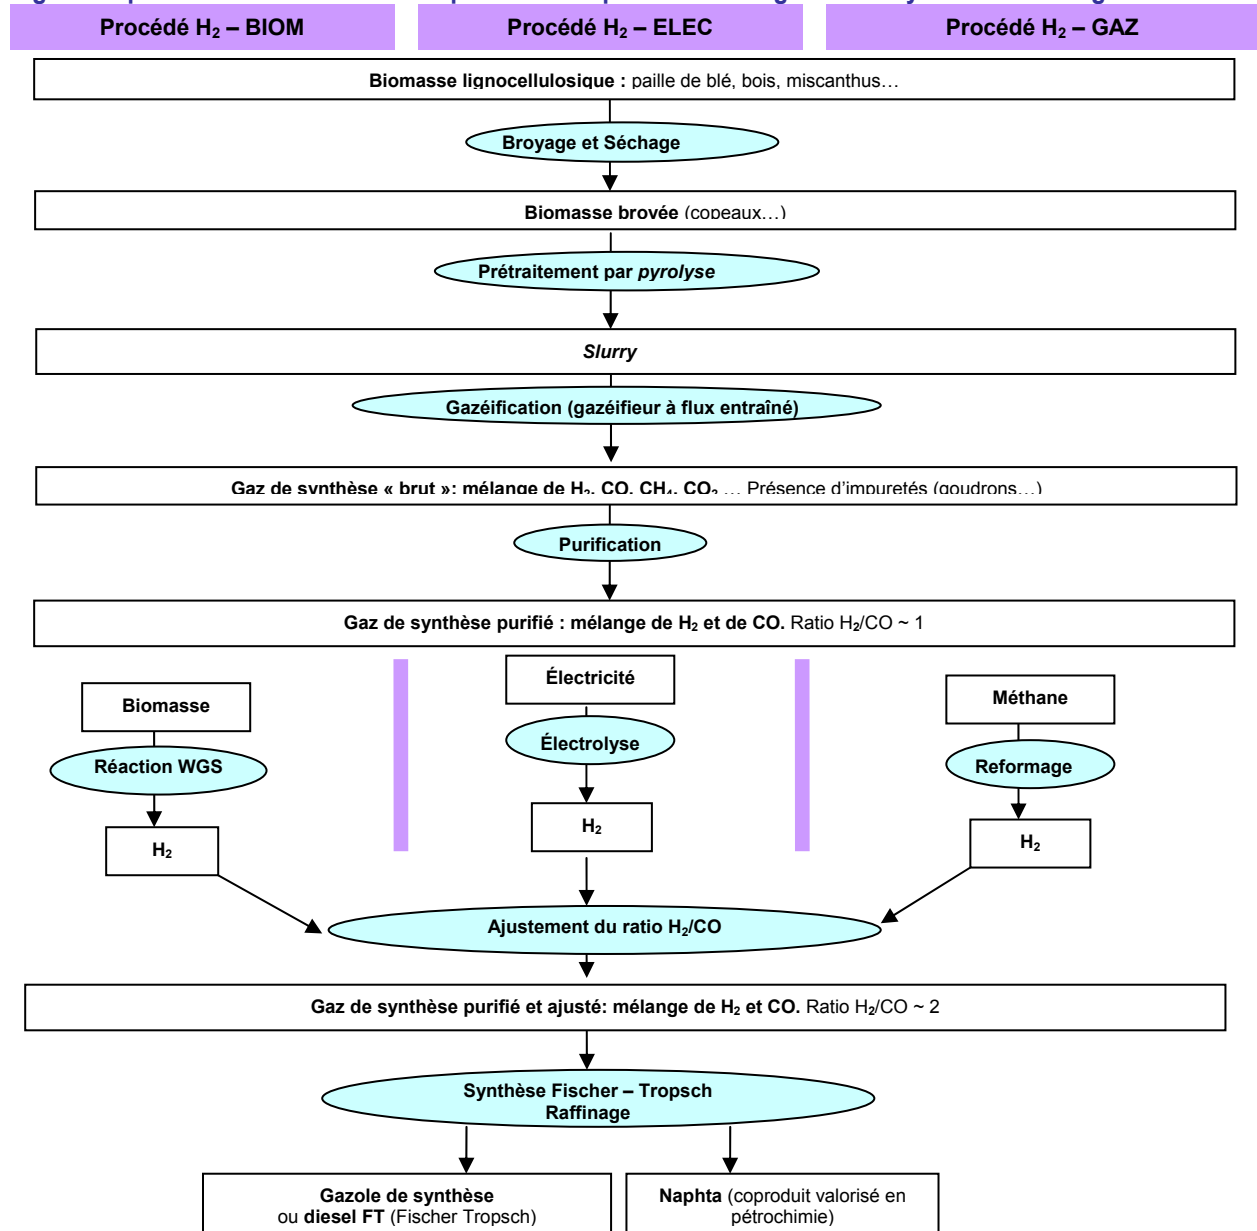 Procédé H₂ – BIOM
Procédé H₂ – ELEC
Procédé H₂ – GAZ
Biomasse lignocellulosique : paille de blé, bois, miscanthus…
Broyage et Séchage
Biomasse broyée (copeaux…)
Prétraitement par pyrolyse
Slurry
Gazéification (gazéifieur à flux entraîné)
Gaz de synthèse « brut »: mélange de H₂, CO, CH₄, CO₂ … Présence d’impuretés (goudrons…)
Purification
Gaz de synthèse purifié : mélange de H₂ et de CO. Ratio H₂/CO ~ 1
Biomasse
Réaction WGS
H₂
Électricité
Électrolyse
H₂
Méthane
Reformage
H₂
Ajustement du ratio H₂/CO
Gaz de synthèse purifié et ajusté: mélange de H₂ et CO. Ratio H₂/CO ~ 2
Synthèse Fischer – Tropsch
Raffinage
Gazole de synthèse
ou diesel FT (Fischer Tropsch)
Naphta (coproduit valorisé en
pétrochimie)